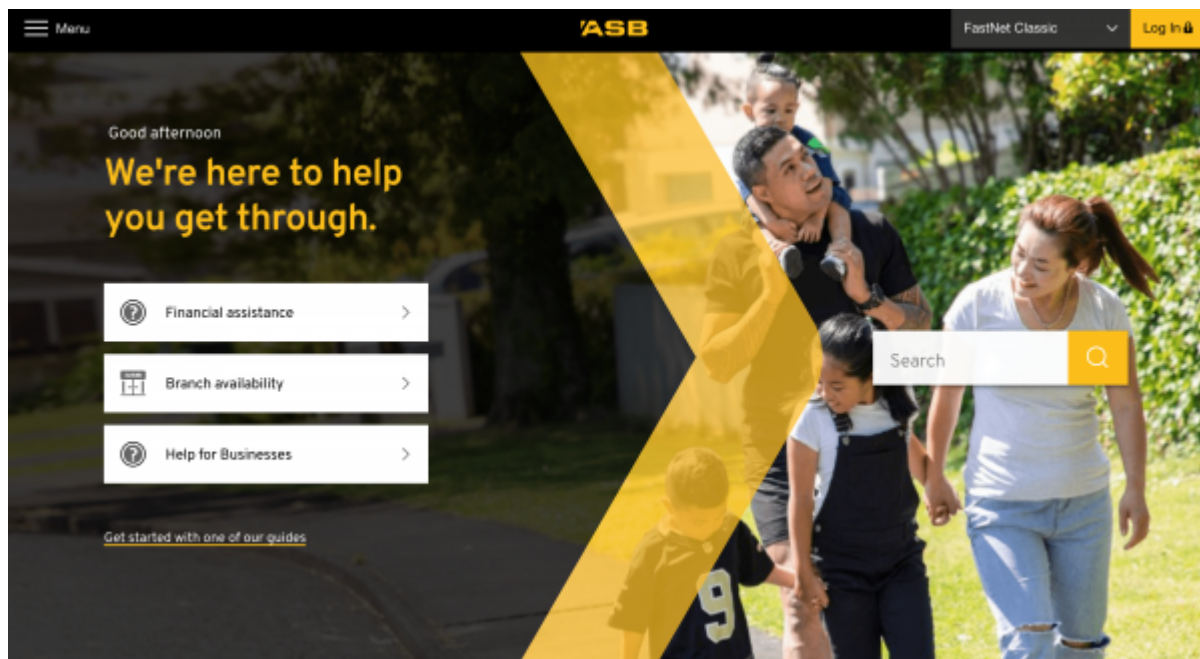 Menu
ASB
FastNet Classic
Log In
Good afternoon
We're here to help
you get through.
Financial assistance
Branch availability
Help for Businesses
Get started with one of our guides
Search
9